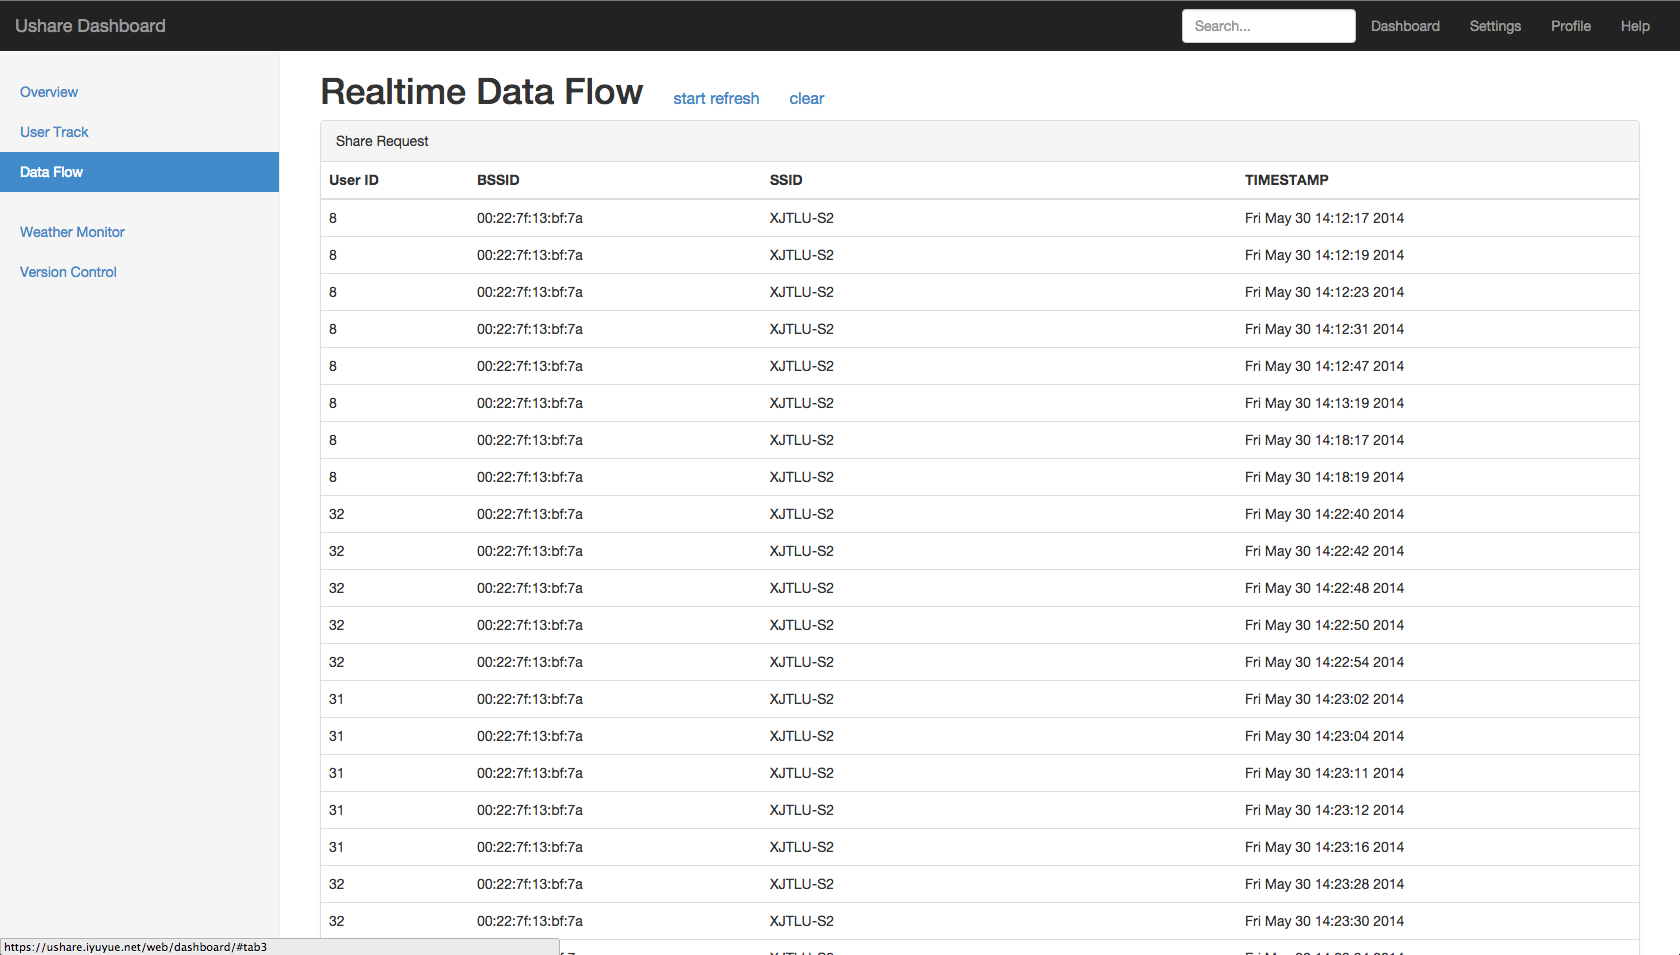 Ushare Dashboard
Search...
Dashboard Settings Profile Help
Overview
User Track
Data Flow
Weather Monitor
Version Control
Realtime Data Flow start refresh clear
Share Request
User ID BSSID SSID TIMESTAMP
8 00:22:7f:13:bf:7a XJTLU-S2 Fri May 30 14:12:17 2014
8 00:22:7f:13:bf:7a XJTLU-S2 Fri May 30 14:12:19 2014
8 00:22:7f:13:bf:7a XJTLU-S2 Fri May 30 14:12:23 2014
8 00:22:7f:13:bf:7a XJTLU-S2 Fri May 30 14:12:31 2014
8 00:22:7f:13:bf:7a XJTLU-S2 Fri May 30 14:12:47 2014
8 00:22:7f:13:bf:7a XJTLU-S2 Fri May 30 14:13:19 2014
8 00:22:7f:13:bf:7a XJTLU-S2 Fri May 30 14:18:17 2014
8 00:22:7f:13:bf:7a XJTLU-S2 Fri May 30 14:18:19 2014
32 00:22:7f:13:bf:7a XJTLU-S2 Fri May 30 14:22:40 2014
32 00:22:7f:13:bf:7a XJTLU-S2 Fri May 30 14:22:42 2014
32 00:22:7f:13:bf:7a XJTLU-S2 Fri May 30 14:22:48 2014
32 00:22:7f:13:bf:7a XJTLU-S2 Fri May 30 14:22:50 2014
32 00:22:7f:13:bf:7a XJTLU-S2 Fri May 30 14:22:54 2014
31 00:22:7f:13:bf:7a XJTLU-S2 Fri May 30 14:23:02 2014
31 00:22:7f:13:bf:7a XJTLU-S2 Fri May 30 14:23:04 2014
31 00:22:7f:13:bf:7a XJTLU-S2 Fri May 30 14:23:11 2014
31 00:22:7f:13:bf:7a XJTLU-S2 Fri May 30 14:23:12 2014
31 00:22:7f:13:bf:7a XJTLU-S2 Fri May 30 14:23:16 2014
32 00:22:7f:13:bf:7a XJTLU-S2 Fri May 30 14:23:28 2014
32 00:22:7f:13:bf:7a XJTLU-S2 Fri May 30 14:23:30 2014
https://ushare.iyuyue.net/web/dashboard/#tab3